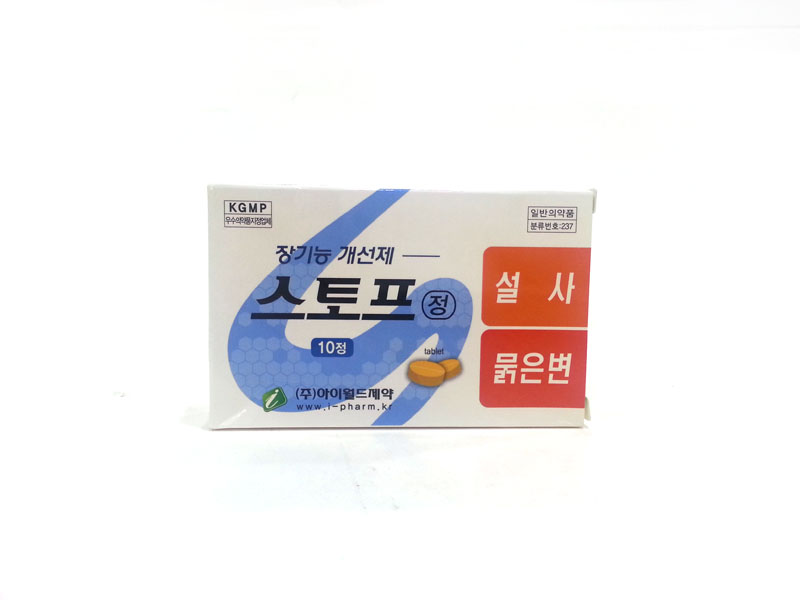 KGMP
우수의약품지정업체
일반의약품
분류번호:237
장기능 개선제
스토프 정
10정
tablet
설 사
묽은변
i
(주)아이월드제약
www.i-pharm.kr